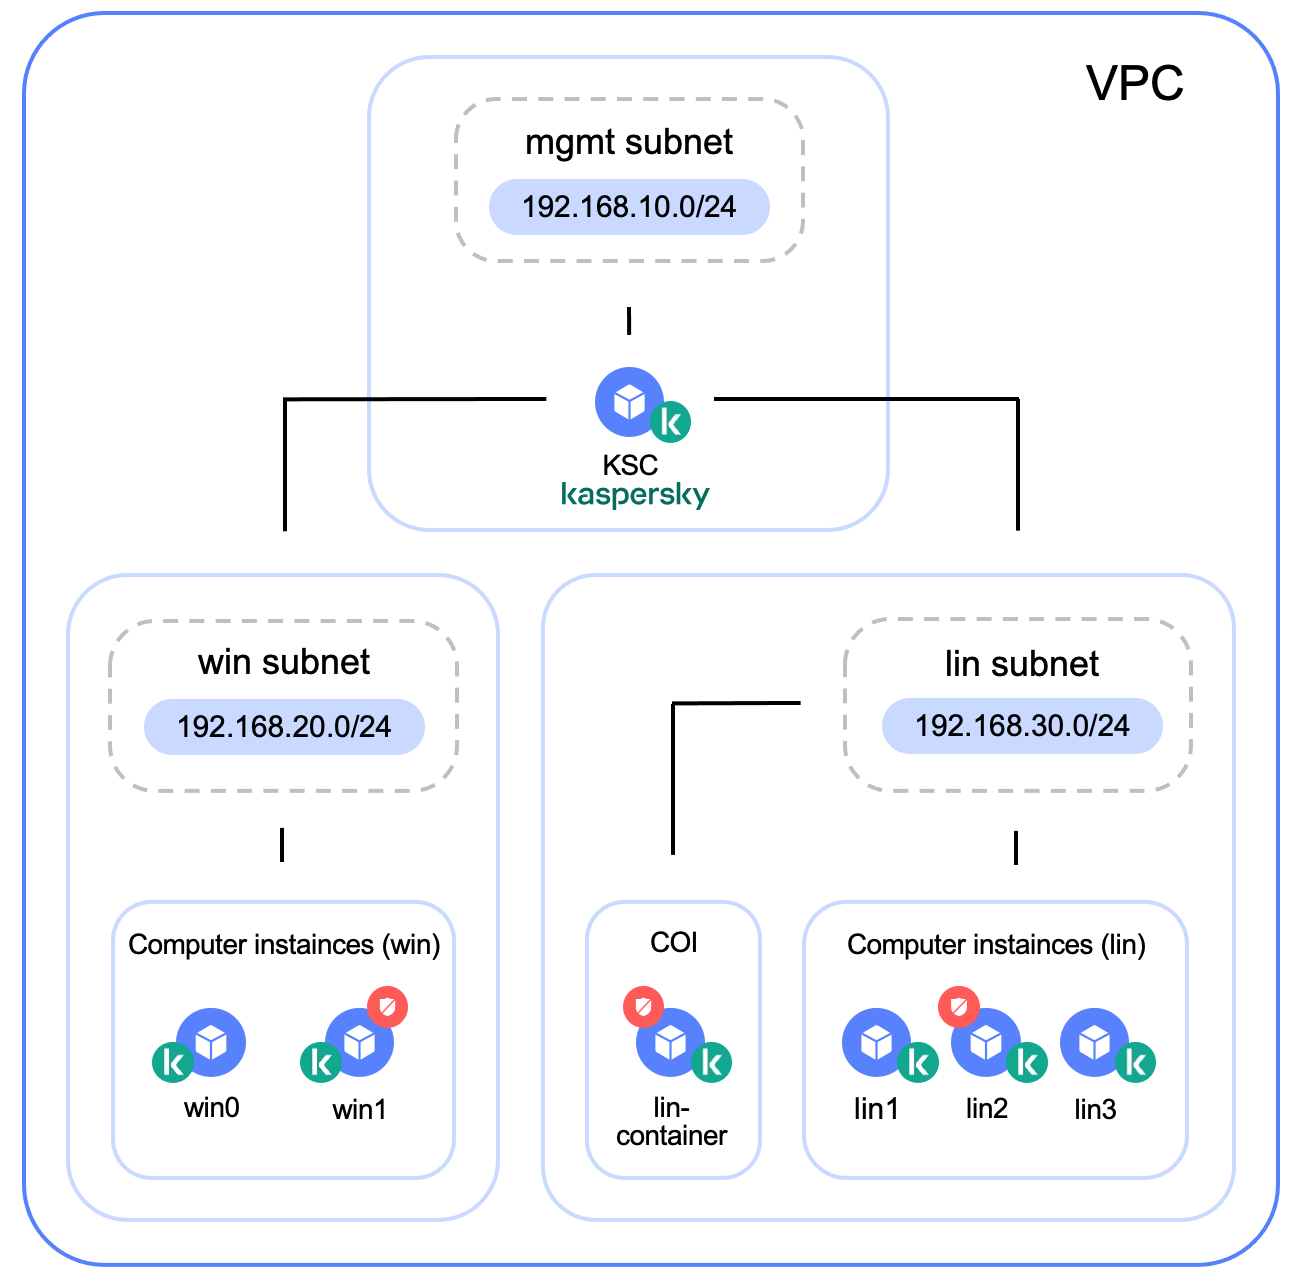 VPC
mgmt subnet
192.168.10.0/24
KSC
kaspersky
win subnet
192.168.20.0/24
lin subnet
192.168.30.0/24
Computer instainces (win)
win0
win1
COI
lin-
container
Computer instainces (lin)
lin1
lin2
lin3